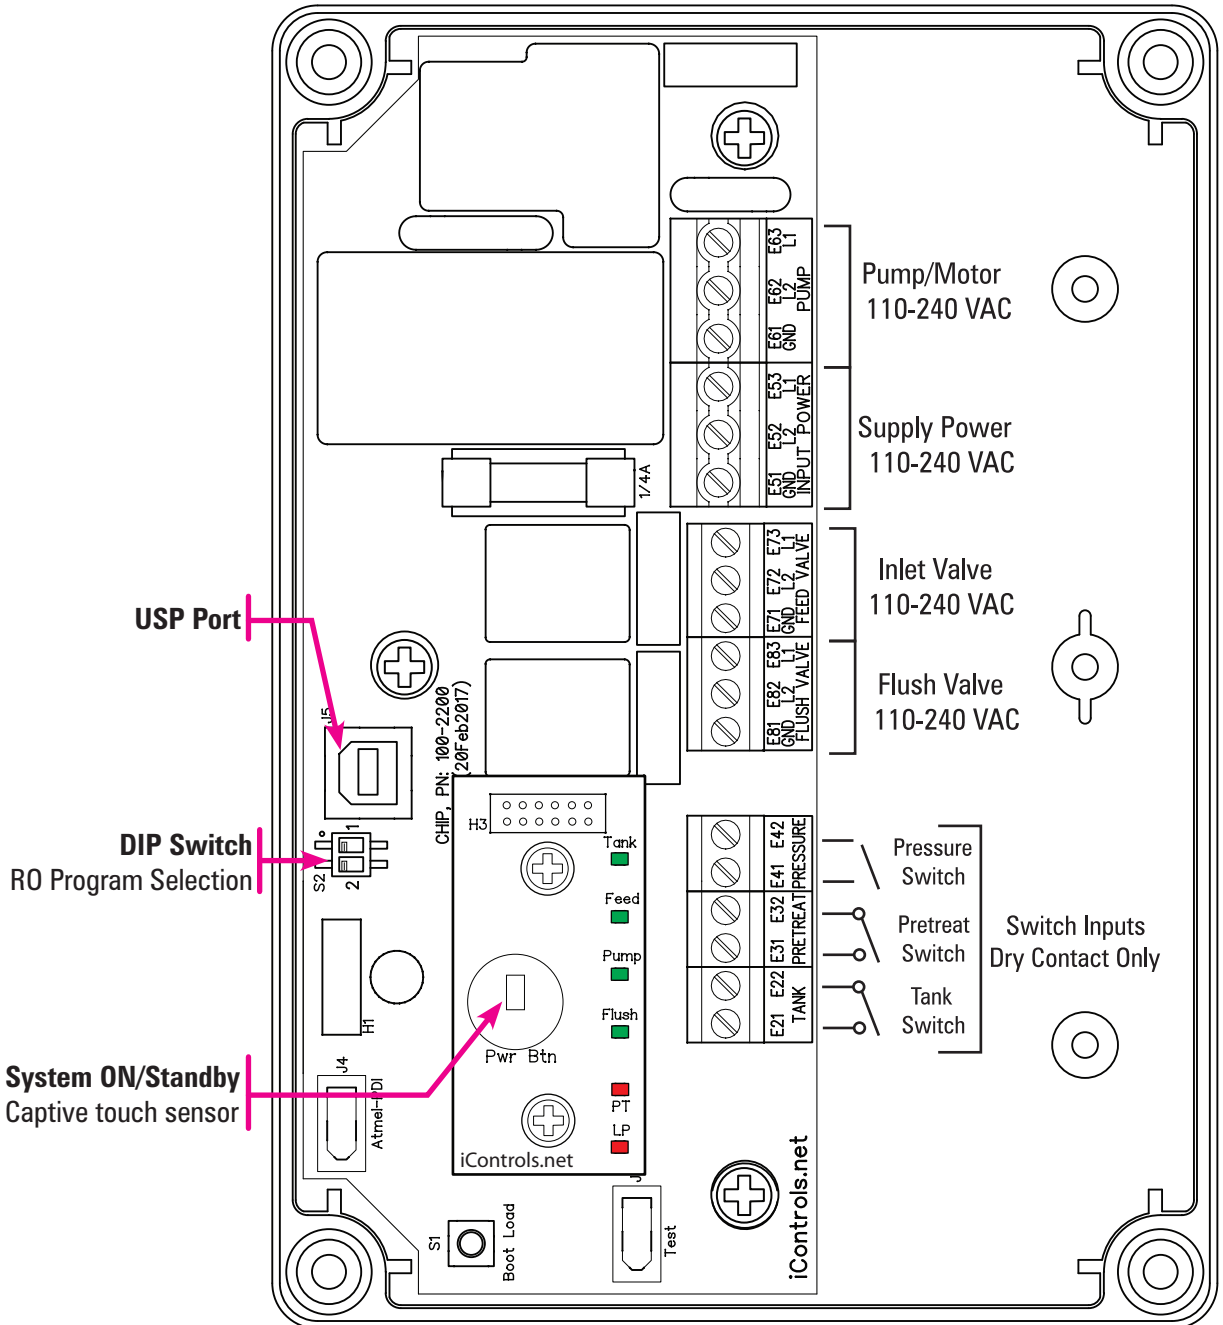 E63
L1
E62
L2
PUMP
E61
GND
Pump/Motor
110-240 VAC
E53
L1
E52
L2
INPUT POWER
E51
GND
Supply Power
110-240 VAC
1/4A
E73
L1
E72
L2
FEED VALVE
E71
GND
Inlet Valve
110-240 VAC
E83
L1
E82
L2
FLUSH VALVE
E81
GND
Flush Valve
110-240 VAC
USP Port
J5
CHIP, PN: 100-2200
(20Feb2017)
DIP Switch
RO Program Selection
1
2
S2
H3
Tank
Feed
Pump
Flush
PT
LP
Pwr Btn
iControls.net
E42
E41
PRESSURE
Pressure
Switch
E32
E31
PRETREAT
Pretreat
Switch
E22
E21
TANK
Tank
Switch
Switch Inputs
Dry Contact Only
H1
System ON/Standby
Captive touch sensor
J4
Atmel-PDI
S1
Boot Load
J
Test
iControls.net